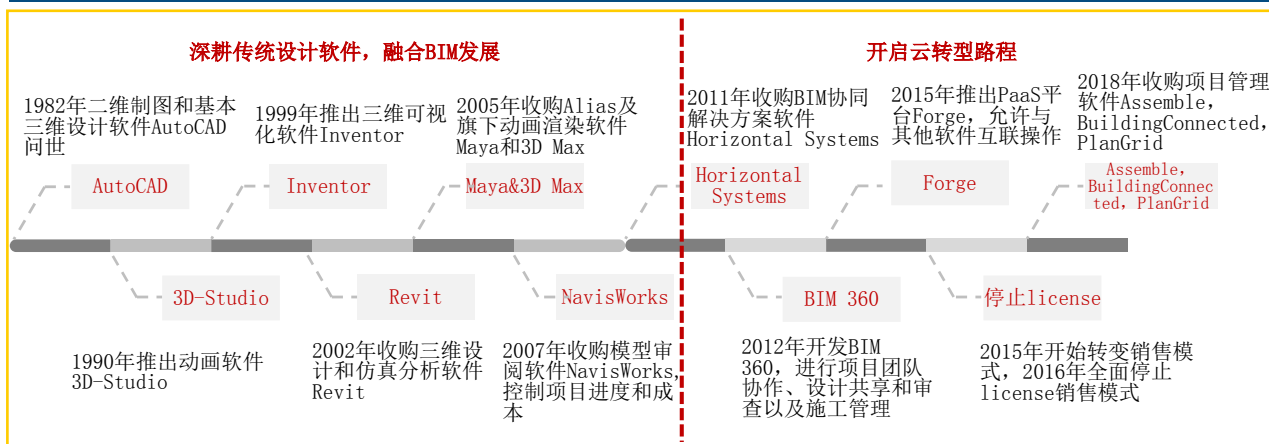 深耕传统设计软件，融合BIM发展
开启云转型路程
1982年二维制图和基本
三维设计软件AutoCAD
问世
1999年推出三维可视
化软件Inventor
2005年收购Alias及
旗下动画渲染软件
Maya和3D Max
2011年收购BIM协同
解决方案软件
Horizontal Systems
2015年推出PaaS平
台Forge，允许与
其他软件互联操作
2018年收购项目管理
软件Assemble，
BuildingConnected，
PlanGrid
AutoCAD
Inventor
Maya&3D Max
Horizontal
Systems
Forge
Assemble，
BuildingConnec
ted，PlanGrid
3D-Studio
Revit
NavisWorks
BIM 360
停止license
1990年推出动画软件
3D-Studio
2002年收购三维设
计和仿真分析软件
Revit
2007年收购模型审
阅软件NavisWorks，
控制项目进度和成
本
2012年开发BIM
360，进行项目团队
协作、设计共享和审
查以及施工管理
2015年开始转变销售模
式，2016年全面停止
license销售模式